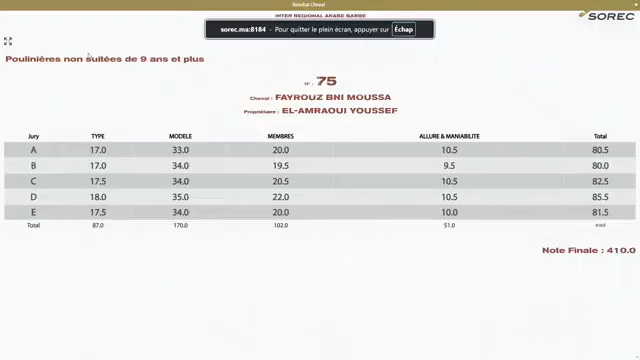 Resultat Cheval
INTER REGIONAL ARABE BARBE
SOREC
sorec.ma:8184 - Pour quitter le plein écran, appuyer sur Échap
Poulinières non suitées de 9 ans et plus
N° : 75
Cheval : FAYROUZ BNI MOUSSA
Propriétaire : EL-AMRAOUI YOUSSEF
Jury TYPE MODELE MEMBRES ALLURE & MANIABILITE Total
A 17.0 33.0 20.0 10.5 80.5
B 17.0 34.0 19.5 9.5 80.0
C 17.5 34.0 20.5 10.5 82.5
D 18.0 35.0 22.0 10.5 85.5
E 17.5 34.0 20.0 10.0 81.5
Total 87.0 170.0 102.0 51.0 410.0
Note Finale : 410.0